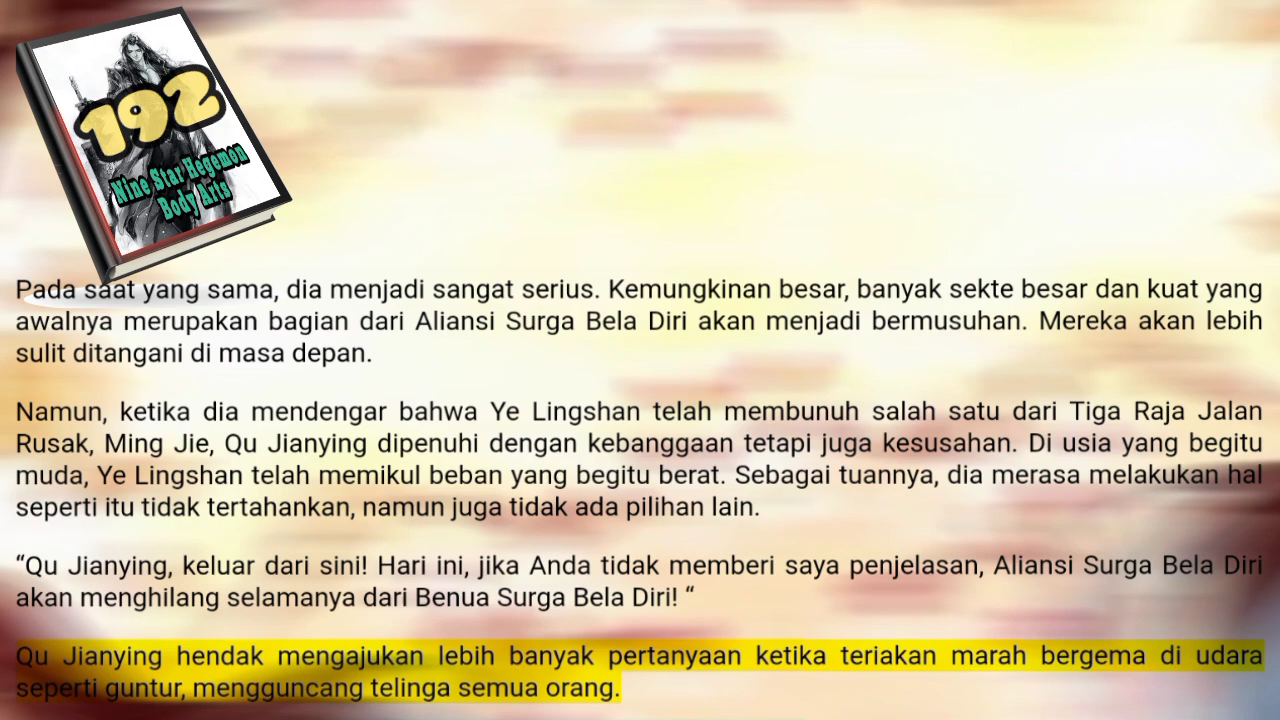 192
Nine Star Hegemon
Body Arts
Pada saat yang sama, dia menjadi sangat serius. Kemungkinan besar, banyak sekte besar dan kuat yang
awalnya merupakan bagian dari Aliansi Surga Bela Diri akan menjadi bermusuhan. Mereka akan lebih
sulit ditangani di masa depan.
Namun, ketika dia mendengar bahwa Ye Lingshan telah membunuh salah satu dari Tiga Raja Jalan
Rusak, Ming Jie, Qu Jianying dipenuhi dengan kebanggaan tetapi juga kesusahan. Di usia yang begitu
muda, Ye Lingshan telah memikul beban yang begitu berat. Sebagai tuannya, dia merasa melakukan hal
seperti itu tidak tertahankan, namun juga tidak ada pilihan lain.
“Qu Jianying, keluar dari sini! Hari ini, jika Anda tidak memberi saya penjelasan, Aliansi Surga Bela Diri
akan menghilang selamanya dari Benua Surga Bela Diri! “
Qu Jianying hendak mengajukan lebih banyak pertanyaan ketika teriakan marah bergema di udara
seperti guntur, mengguncang telinga semua orang.